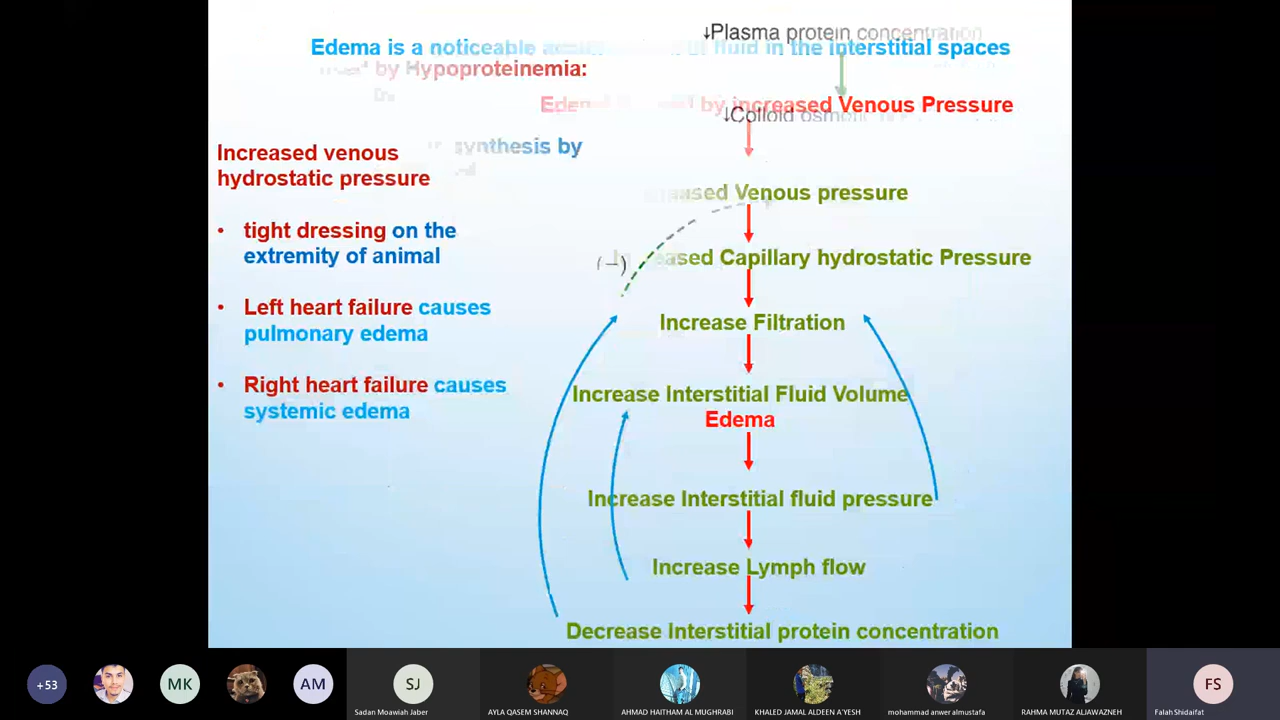 ↓Plasma protein concentration
Edema is a noticeable fluid in the interstitial spaces
by Hypoproteinemia:
by increased Venous Pressure
↓Colloid
synthesis by
Increased venous
hydrostatic pressure
Venous pressure
• tight dressing on the
extremity of animal
(−)
Capillary hydrostatic Pressure
• Left heart failure causes
pulmonary edema
Increase Filtration
• Right heart failure causes
systemic edema
Increase Interstitial Fluid Volume
Edema
Increase Interstitial fluid pressure
Increase Lymph flow
Decrease Interstitial protein concentration
+53
MK
AM
SJ
FS
Sadan Moawiah Jaber
AYLA QASEM SHANNAQ
AHMAD HAITHAM AL MUGHRABI
KHALED JAMAL ALDEEN A'YESH
mohammad anwer almustafa
RAHMA MUTAZ ALJAWAZNEH
Falah Shidaifat